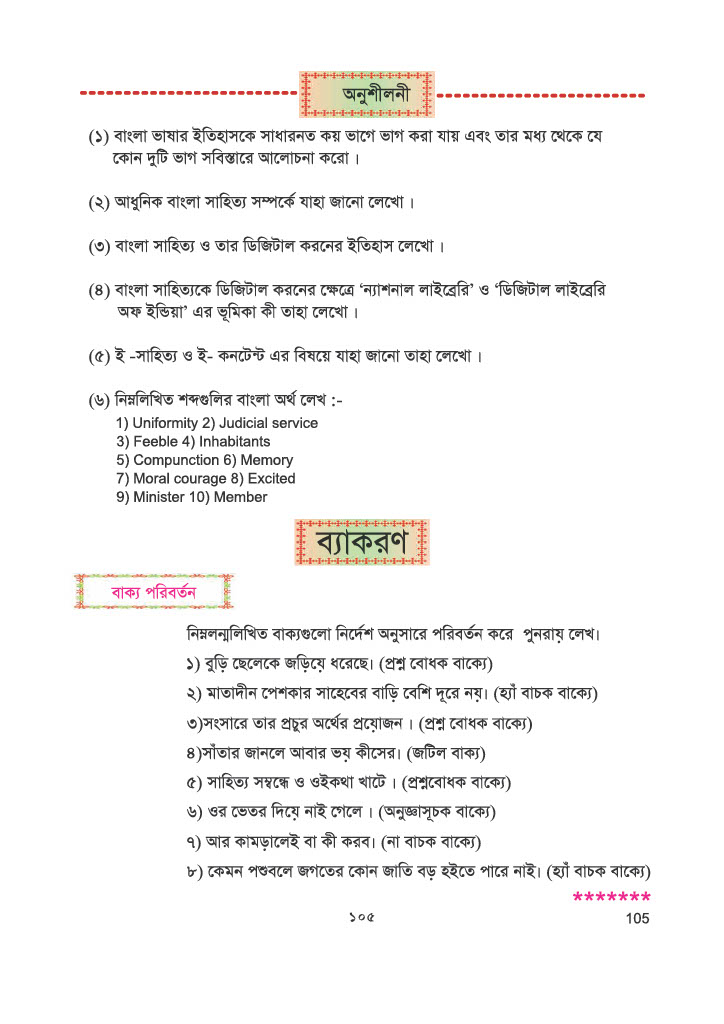 অনুশীলনী
(১) বাংলা ভাষার ইতিহাসকে সাধারনত কয় ভাগে ভাগ করা যায় এবং তার মধ্য থেকে যে
কোন দুটি ভাগ সবিস্তারে আলোচনা করো ।
(২) আধুনিক বাংলা সাহিত্য সম্পর্কে যাহা জানো লেখো ।
(৩) বাংলা সাহিত্য ও তার ডিজিটাল করনের ইতিহাস লেখো ।
(৪) বাংলা সাহিত্যকে ডিজিটাল করনের ক্ষেত্রে ‘ন্যাশনাল লাইব্রেরি’ ও ‘ডিজিটাল লাইব্রেরি
অফ ইন্ডিয়া’ এর ভূমিকা কী তাহা লেখো ।
(৫) ই -সাহিত্য ও ই- কনটেন্ট এর বিষয়ে যাহা জানো তাহা লেখো ।
(৬) নিম্নলিখিত শব্দগুলির বাংলা অর্থ লেখ :-
1) Uniformity 2) Judicial service
3) Feeble 4) Inhabitants
5) Compunction 6) Memory
7) Moral courage 8) Excited
9) Minister 10) Member
ব্যাকরণ
বাক্য পরিবর্তন
নিম্নলন্মলিখিত বাক্যগুলো নির্দেশ অনুসারে পরিবর্তন করে পুনরায় লেখ।
১) বুড়ি ছেলেকে জড়িয়ে ধরেছে। (প্রশ্ন বোধক বাক্যে)
২) মাতাদীন পেশকার সাহেবের বাড়ি বেশি দূরে নয়। (হ্যাঁ বাচক বাক্যে)
৩)সংসারে তার প্রচুর অর্থের প্রয়োজন । (প্রশ্ন বোধক বাক্যে)
৪)সাঁতার জানলে আবার ভয় কীসের। (জটিল বাক্য)
৫) সাহিত্য সম্বন্ধে ও ওইকথা খাটে । (প্রশ্নবোধক বাক্যে)
৬) ওর ভেতর দিয়ে নাই গেলে । (অনুজ্ঞাসূচক বাক্যে)
৭) আর কামড়ালেই বা কী করব। (না বাচক বাক্যে)
৮) কেমন পশুবলে জগতের কোন জাতি বড় হইতে পারে নাই। (হ্যাঁ বাচক বাক্যে)
*******
১০৫ 105